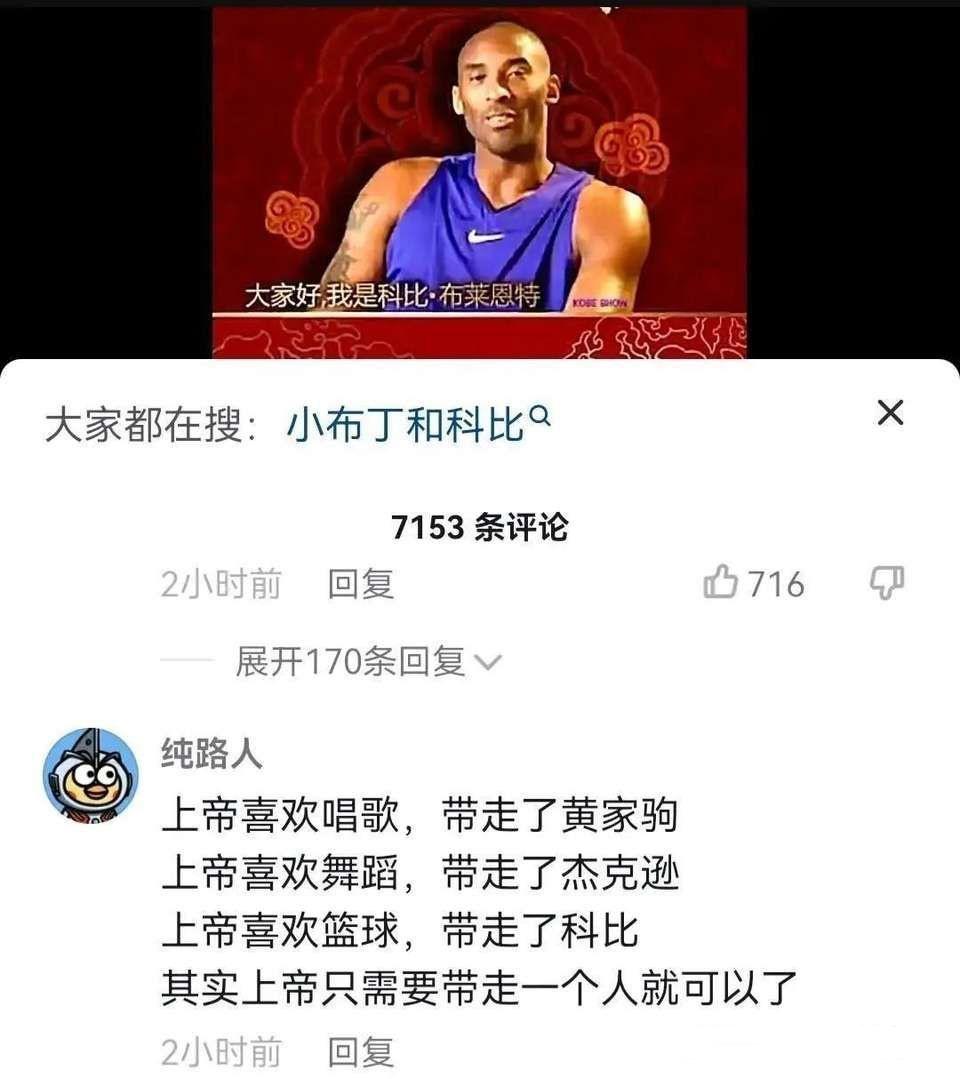 大家好,我是科比·布莱恩特
KOBE SHOW
大家都在搜：小布丁和科比
7153 条评论
2小时前 回复 716
展开170条回复
纯路人
上帝喜欢唱歌，带走了黄家驹
上帝喜欢舞蹈，带走了杰克逊
上帝喜欢篮球，带走了科比
其实上帝只需要带走一个人就可以了
2小时前 回复